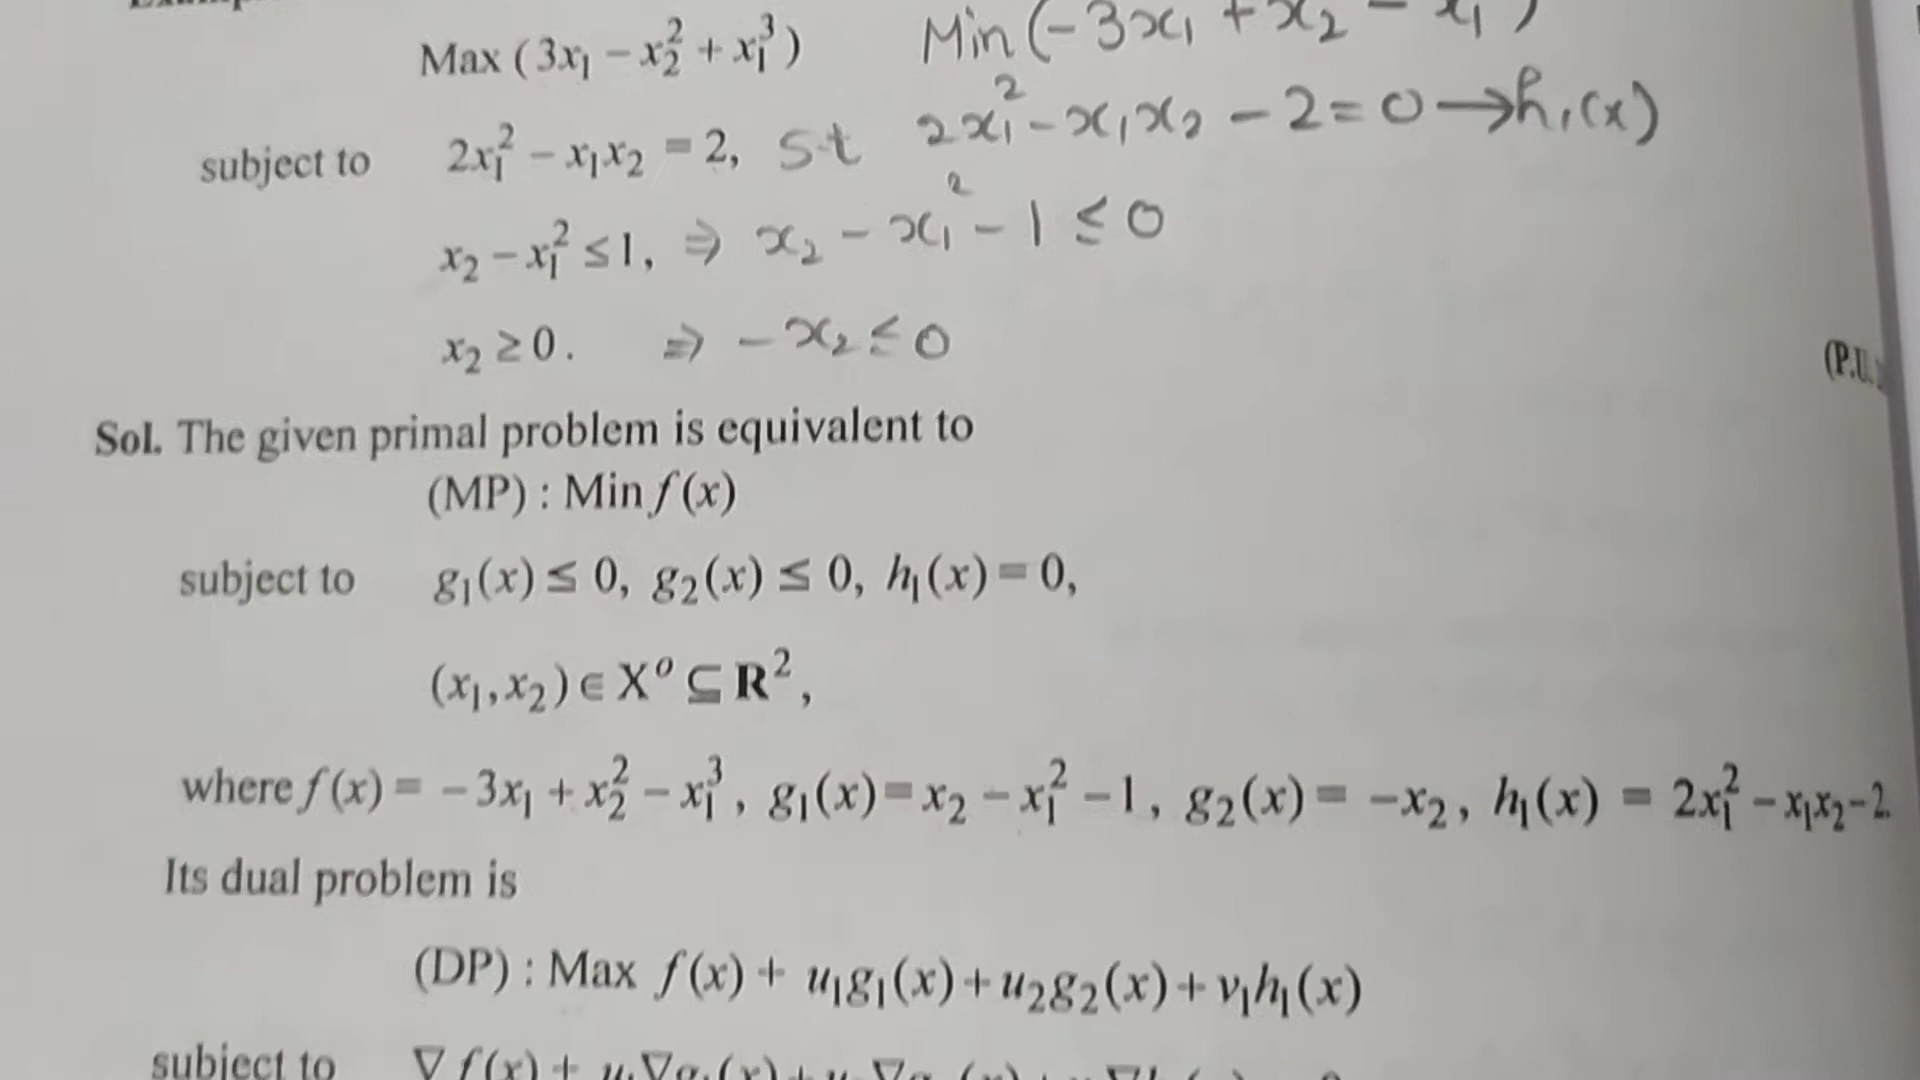 Max (3x₁ − x₂² + x₁³) Min (−3x₁ + x₂ − x₁ )
subject to 2x₁² − x₁x₂ = 2, s.t 2x₁² − x₁x₂ − 2 = 0 → h₁(x)
x₂ − x₁² ≤ 1, ⇒ x₂ − x₁² − 1 ≤ 0
x₂ ≥ 0. ⇒ −x₂ ≤ 0
(P.U.
Sol. The given primal problem is equivalent to
(MP) : Min f(x)
subject to g₁(x) ≤ 0, g₂(x) ≤ 0, h₁(x) = 0,
(x₁, x₂) ∈ X⁰ ⊆ R²,
where f(x) = −3x₁ + x₂² − x₁³, g₁(x) = x₂ − x₁² − 1, g₂(x) = −x₂, h₁(x) = 2x₁² − x₁x₂ − 2.
Its dual problem is
(DP) : Max f(x) + u₁g₁(x) + u₂g₂(x) + v₁h₁(x)
subject to ∇f(x) +